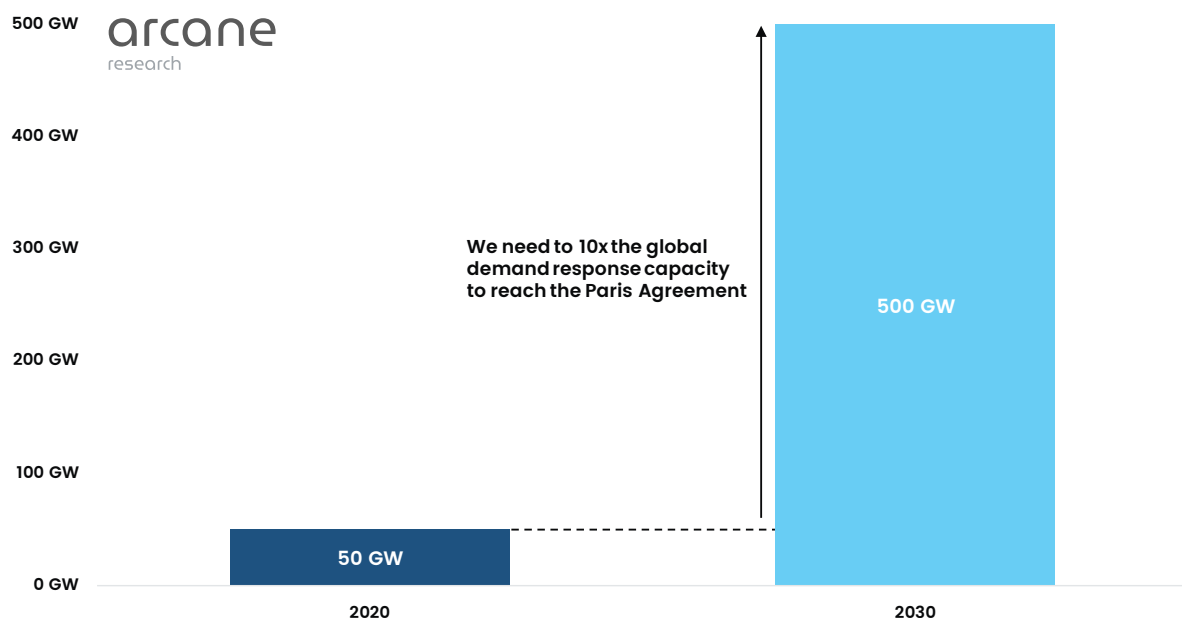 500 GW
arcane
research
400 GW
300 GW
We need to 10x the global
demand response capacity
to reach the Paris Agreement
500 GW
200 GW
100 GW
50 GW
0 GW
2020
2030